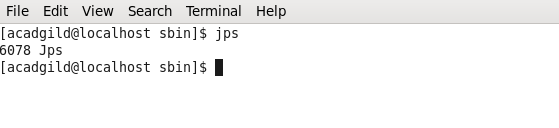 File Edit View Search Terminal Help
[acadgild@localhost sbin]$ jps
6078 Jps
[acadgild@localhost sbin]$